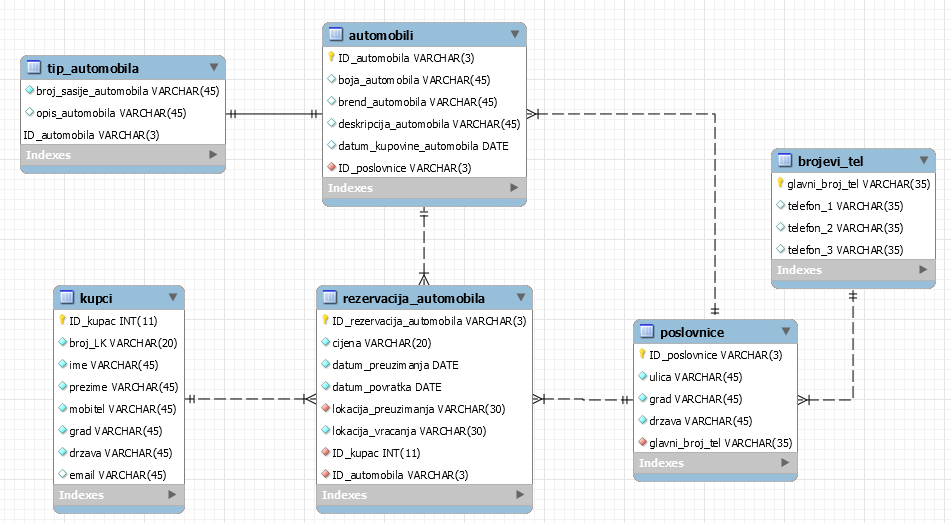 automobili
ID_automobila VARCHAR(3)
boja_automobila VARCHAR(45)
brend_automobila VARCHAR(45)
deskripcija_automobila VARCHAR(45)
datum_kupovine_automobila DATE
ID_poslovnice VARCHAR(3)
Indexes
tip_automobila
broj_sasije_automobila VARCHAR(45)
opis_automobila VARCHAR(45)
ID_automobila VARCHAR(3)
Indexes
brojevi_tel
glavni_broj_tel VARCHAR(35)
telefon_1 VARCHAR(35)
telefon_2 VARCHAR(35)
telefon_3 VARCHAR(35)
Indexes
kupci
ID_kupac INT(11)
broj_LK VARCHAR(20)
ime VARCHAR(45)
prezime VARCHAR(45)
mobitel VARCHAR(45)
grad VARCHAR(45)
drzava VARCHAR(45)
email VARCHAR(45)
Indexes
rezervacija_automobila
ID_rezervacija_automobila VARCHAR(3)
cijena VARCHAR(20)
datum_preuzimanja DATE
datum_povratka DATE
lokacija_preuzimanja VARCHAR(30)
lokacija_vracanja VARCHAR(30)
ID_kupac INT(11)
ID_automobila VARCHAR(3)
Indexes
poslovnice
ID_poslovnice VARCHAR(3)
ulica VARCHAR(45)
grad VARCHAR(45)
drzava VARCHAR(45)
glavni_broj_tel VARCHAR(35)
Indexes